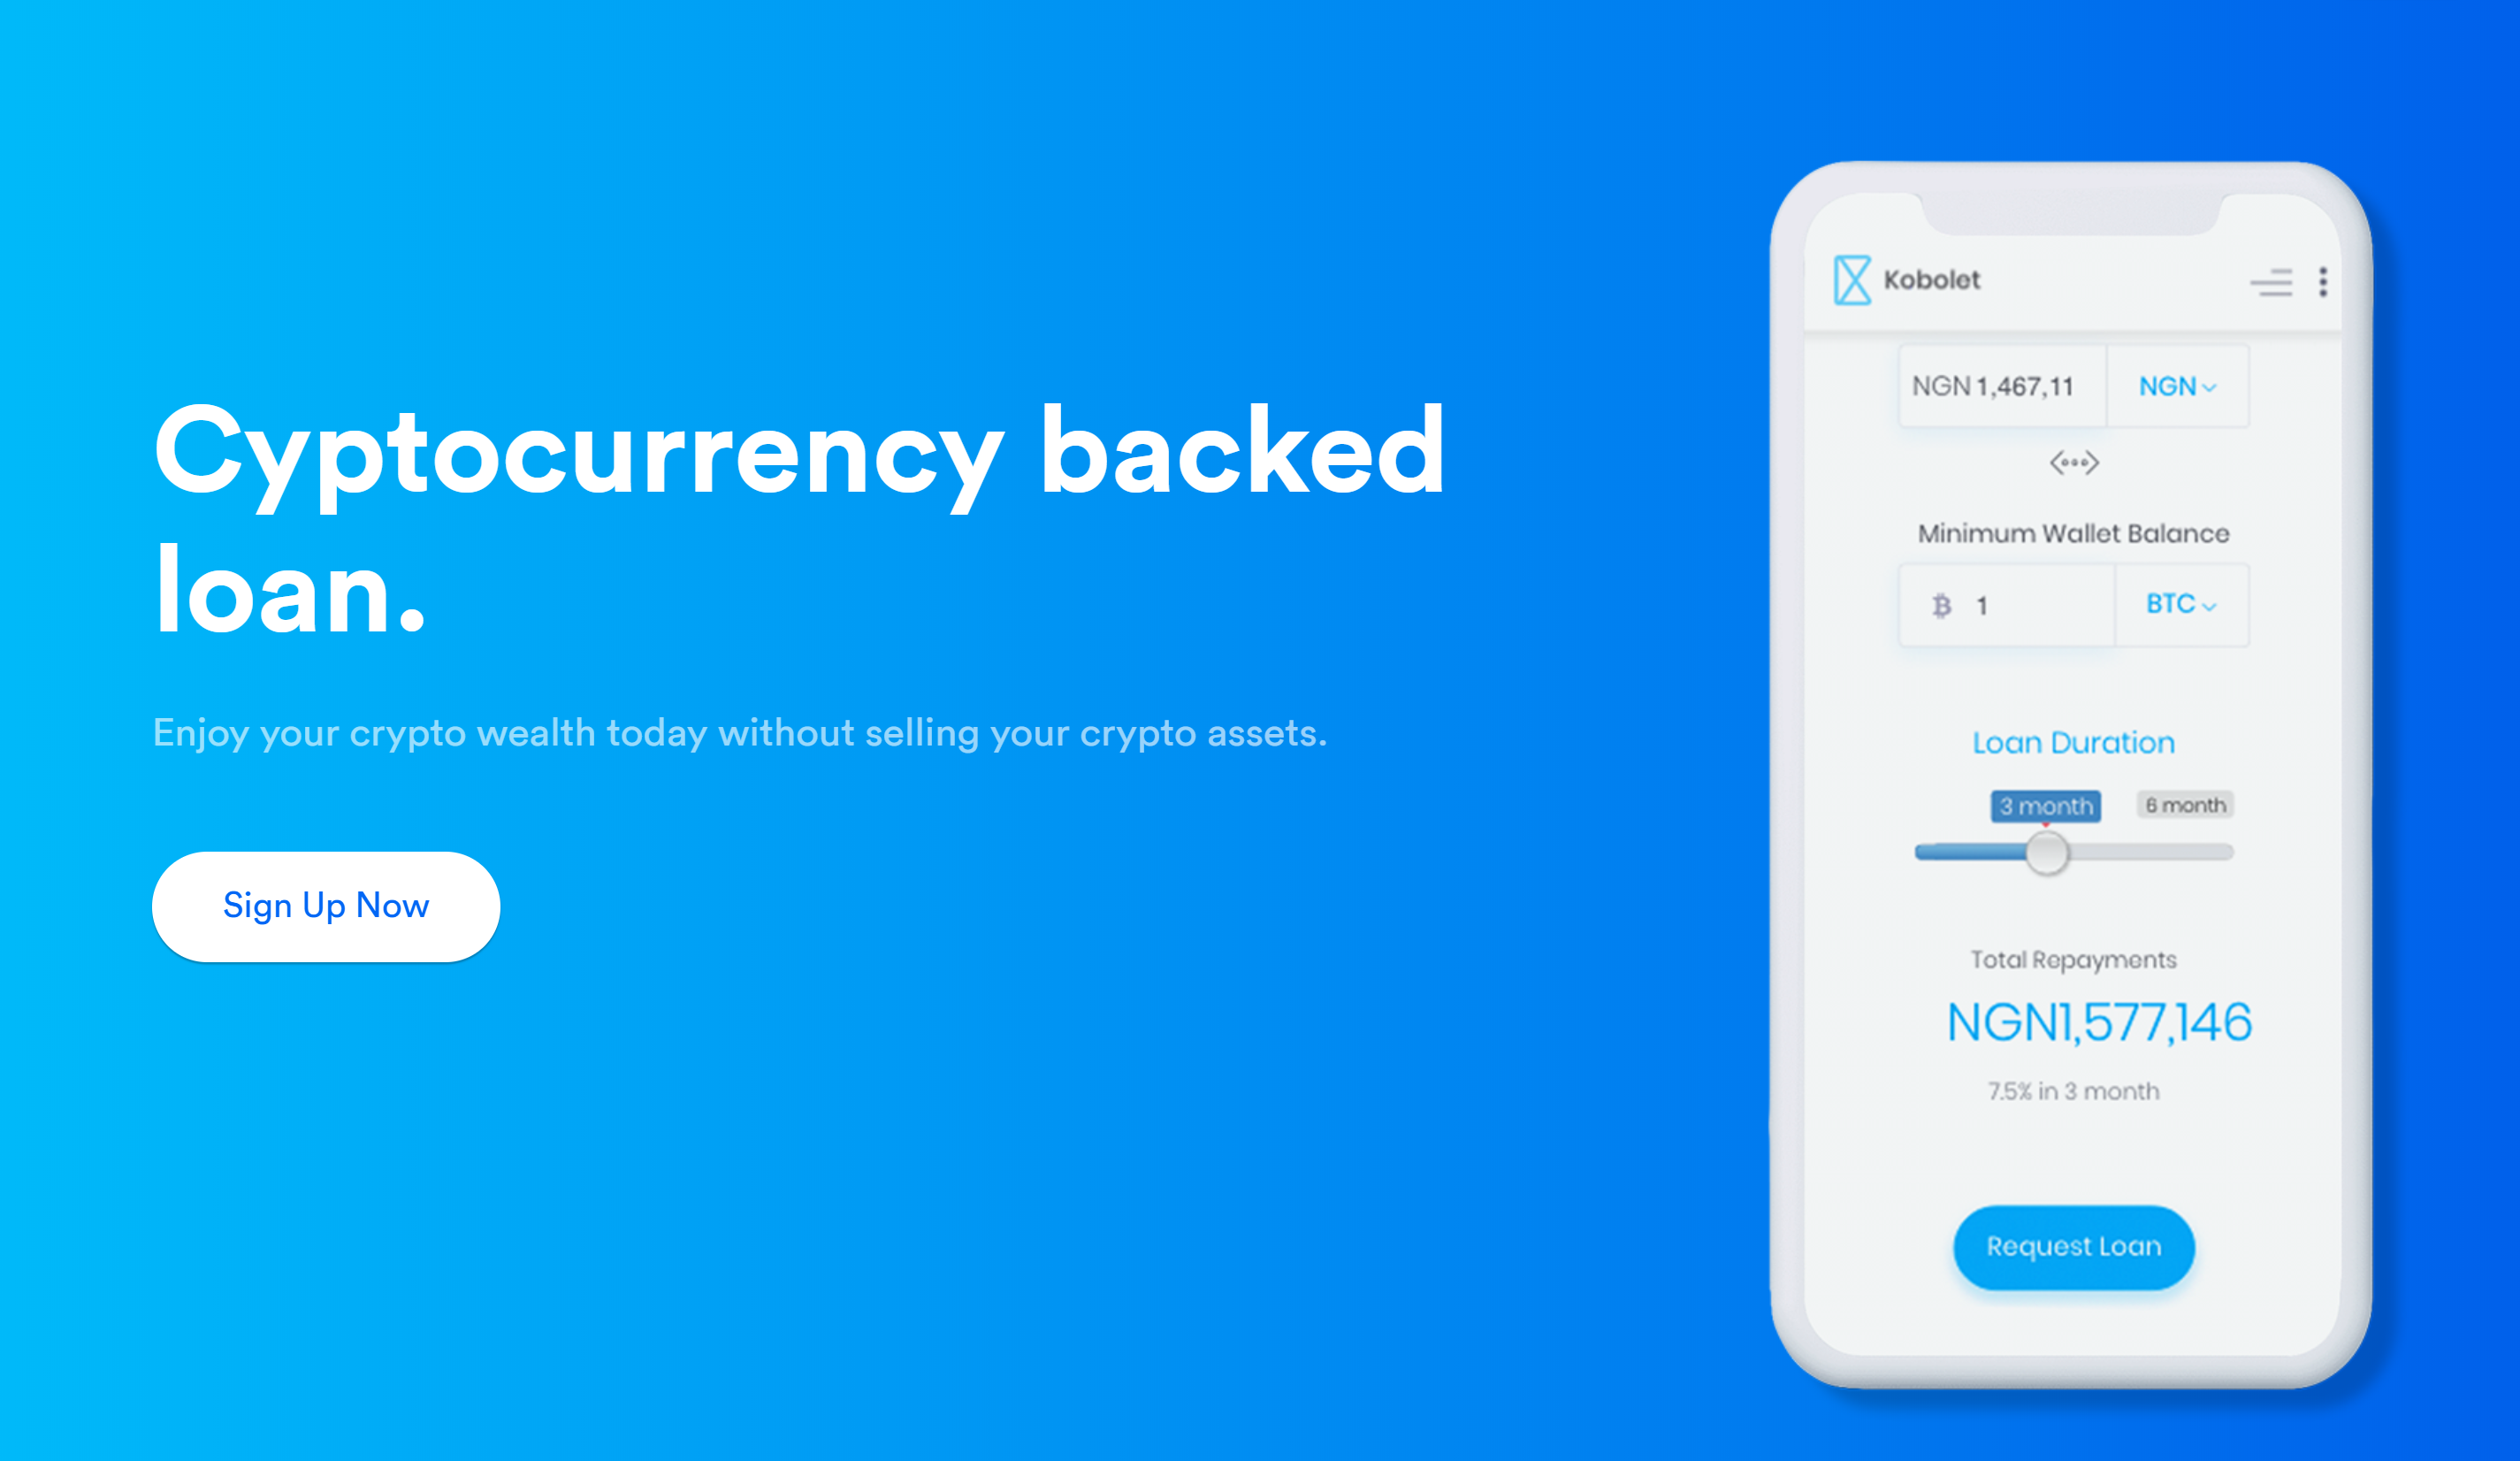 Cyptocurrency backed
loan.
Enjoy your crypto wealth today without selling your crypto assets.
Sign Up Now
Kobolet
NGN 1,467,11 NGN
Minimum Wallet Balance
₿ 1 BTC
Loan Duration
3 month 6 month
Total Repayments
NGN1,577,146
7.5% in 3 month
Request Loan